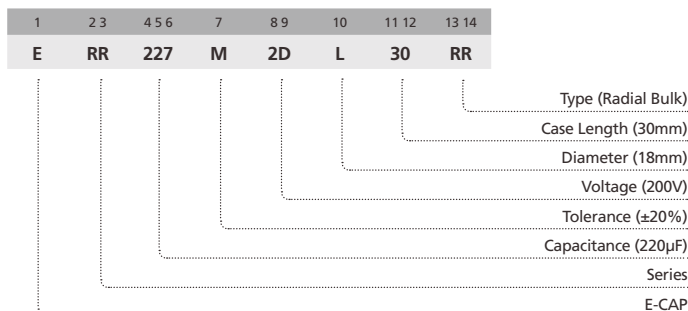 1 2 3 4 5 6 7 8 9 10 11 12 13 14
E RR 227 M 2D L 30 RR
Type (Radial Bulk)
Case Length (30mm)
Diameter (18mm)
Voltage (200V)
Tolerance (±20%)
Capacitance (220µF)
Series
E-CAP